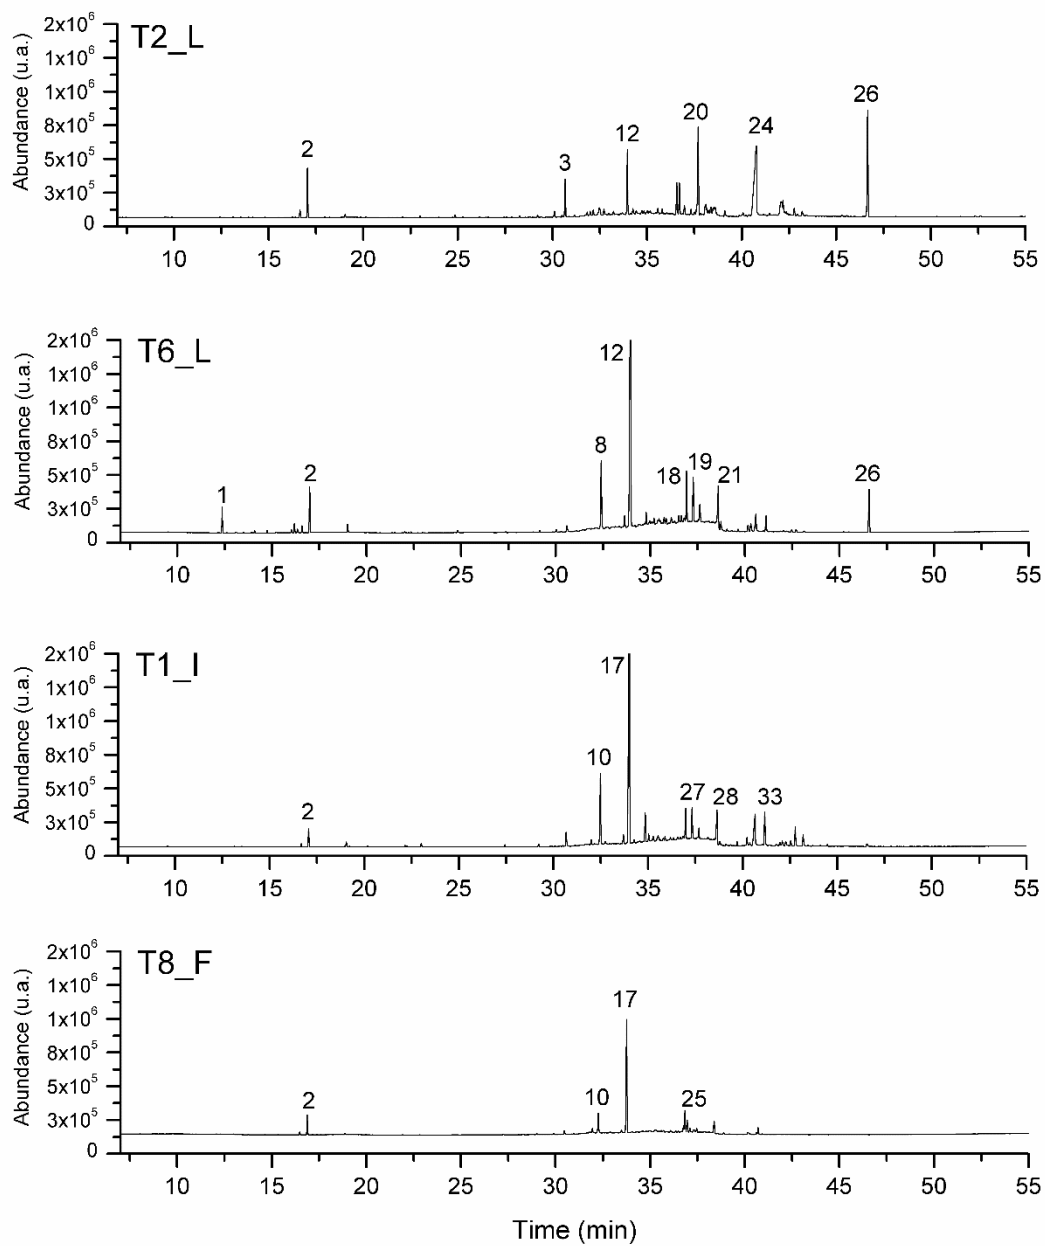 T2_L
Abundance (u.a.)
2x10⁶
1x10⁶
1x10⁶
8x10⁵
5x10⁵
3x10⁵
0
2
3
12
20
24
26
10 15 20 25 30 35 40 45 50 55
T6_L
Abundance (u.a.)
2x10⁶
1x10⁶
1x10⁶
8x10⁵
5x10⁵
3x10⁵
0
1
2
8
12
18
19
21
26
10 15 20 25 30 35 40 45 50 55
T1_I
Abundance (u.a.)
2x10⁶
1x10⁶
1x10⁶
8x10⁵
5x10⁵
3x10⁵
0
2
10
17
27
28
33
10 15 20 25 30 35 40 45 50 55
T8_F
Abundance (u.a.)
2x10⁶
1x10⁶
1x10⁶
8x10⁵
5x10⁵
3x10⁵
0
2
10
17
25
10 15 20 25 30 35 40 45 50 55
Time (min)